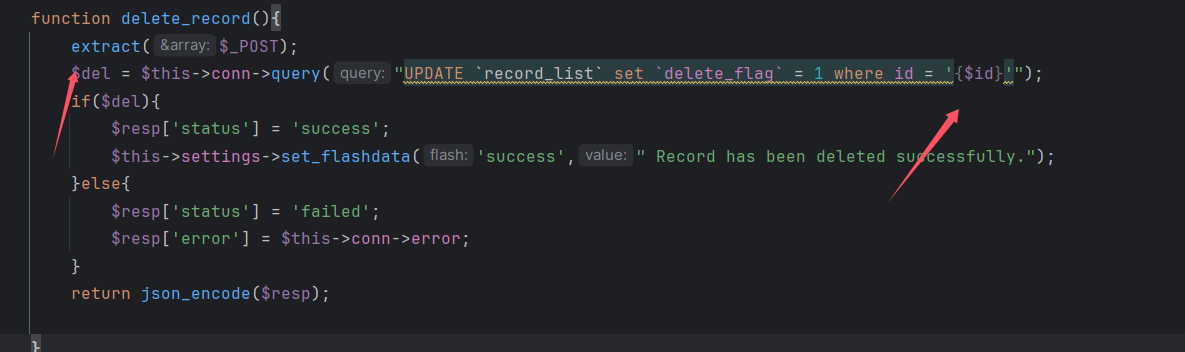 function delete_record(){
extract( &array: $_POST);
$del = $this->conn->query( query: "UPDATE `record_list` set `delete_flag` = 1 where id = '{$id}'");
if($del){
$resp['status'] = 'success';
$this->settings->set_flashdata( flash: 'success', value: " Record has been deleted successfully.");
}else{
$resp['status'] = 'failed';
$resp['error'] = $this->conn->error;
}
return json_encode($resp);
}